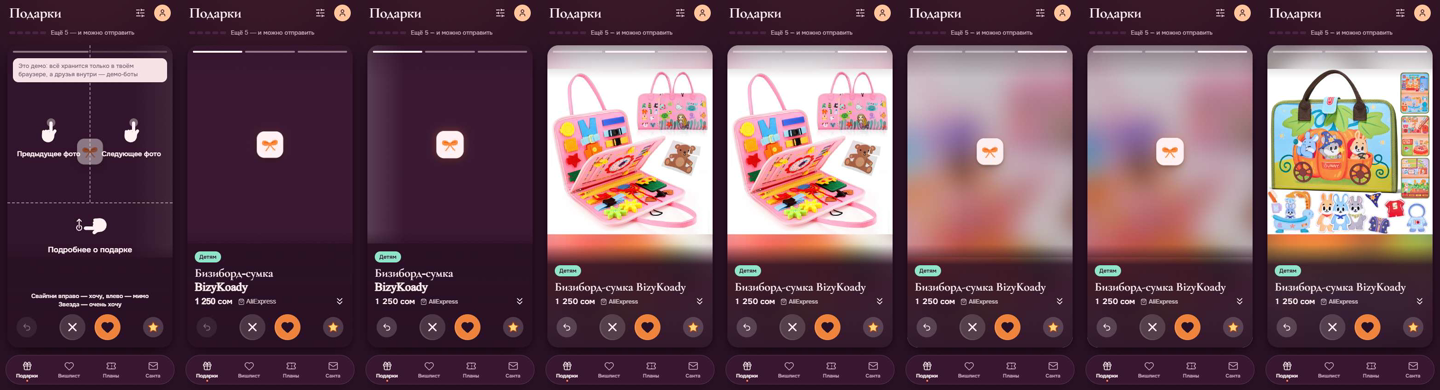 Подарки
Ещё 5 — и можно отправить
Это демо: всё хранится только в твоём
браузере, а друзья внутри — демо-боты
Предыдущее фото
Следующее фото
Подробнее о подарке
Свайпни вправо — хочу, влево — мимо
Звезда — очень хочу
Подарки
Вишлист
Планы
Санта
Подарки
Ещё 5 — и можно отправить
Детям
Бизиборд-сумка
BizyKoady
1 250 сом
AliExpress
Подарки
Вишлист
Планы
Санта
Подарки
Ещё 5 — и можно отправить
Детям
Бизиборд-сумка
BizyKoady
1 250 сом
AliExpress
Подарки
Вишлист
Планы
Санта
Подарки
Ещё 5 — и можно отправить
Детям
Бизиборд-сумка BizyKoady
1 250 сом
AliExpress
Подарки
Вишлист
Планы
Санта
Подарки
Ещё 5 — и можно отправить
Детям
Бизиборд-сумка BizyKoady
1 250 сом
AliExpress
Подарки
Вишлист
Планы
Санта
Подарки
Ещё 5 — и можно отправить
Детям
Бизиборд-сумка BizyKoady
1 250 сом
AliExpress
Подарки
Вишлист
Планы
Санта
Подарки
Ещё 5 — и можно отправить
Детям
Бизиборд-сумка BizyKoady
1 250 сом
AliExpress
Подарки
Вишлист
Планы
Санта
Подарки
Ещё 5 — и можно отправить
Детям
Бизиборд-сумка BizyKoady
1 250 сом
AliExpress
Подарки
Вишлист
Планы
Санта